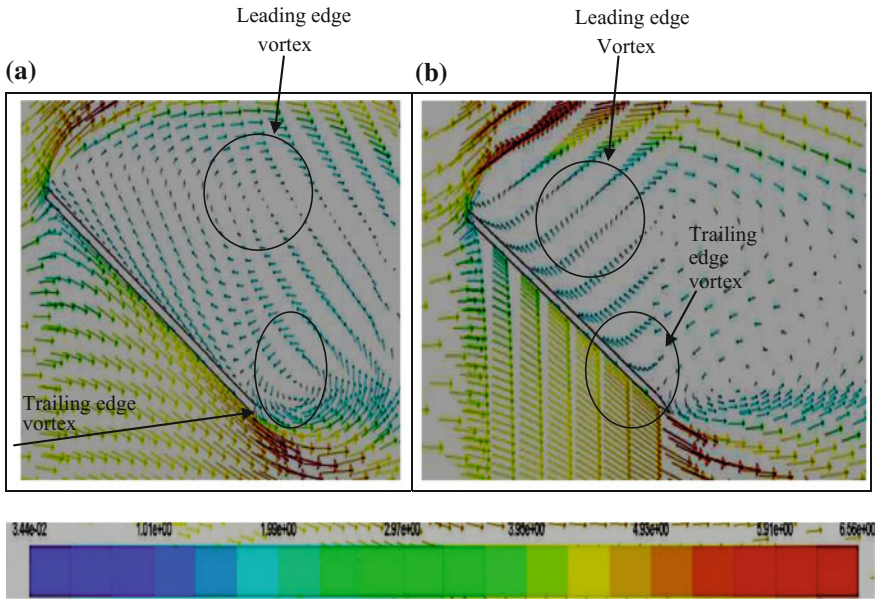 Leading edge
vortex
Leading edge
Vortex
(a)
(b)
Trailing
edge
vortex
Trailing edge
vortex
3.44e-02 1.01e+00 1.99e+00 2.97e+00 3.95e+00 4.93e+00 5.91e+00 6.56e+00